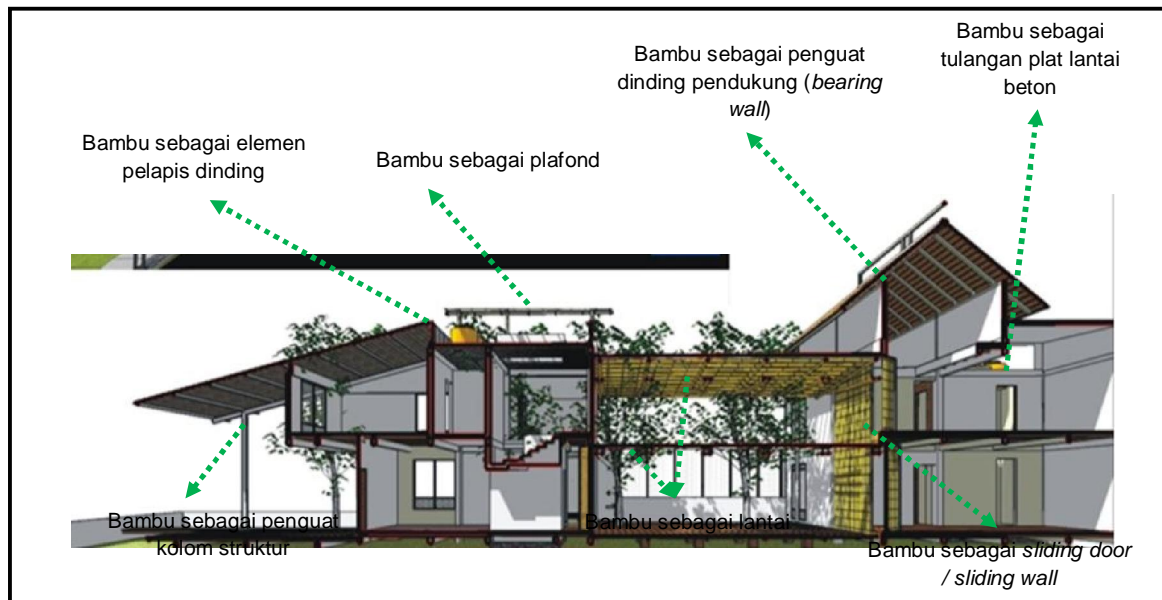 Bambu sebagai
tulangan plat lantai
beton
Bambu sebagai penguat
dinding pendukung (bearing
wall)
Bambu sebagai elemen
pelapis dinding
Bambu sebagai plafond
Bambu sebagai penguat
kolom struktur
Bambu sebagai lantai
Bambu sebagai sliding door
/ sliding wall